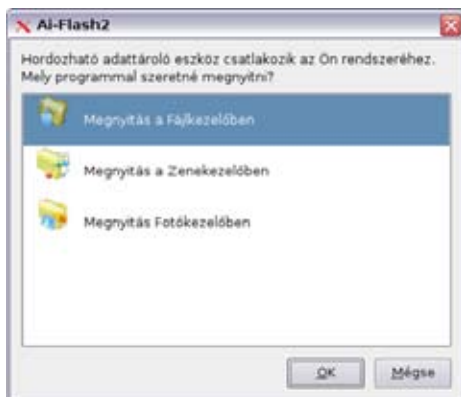 Ai-Flash2
Hordozható adattároló eszköz csatlakozik az Ön rendszeréhez.
Mely programmal szeretné megnyitni?
Megnyitás a Fájlkezelőben
Megnyitás a Zenekezelőben
Megnyitás Fotókezelőben
OK
Mégse